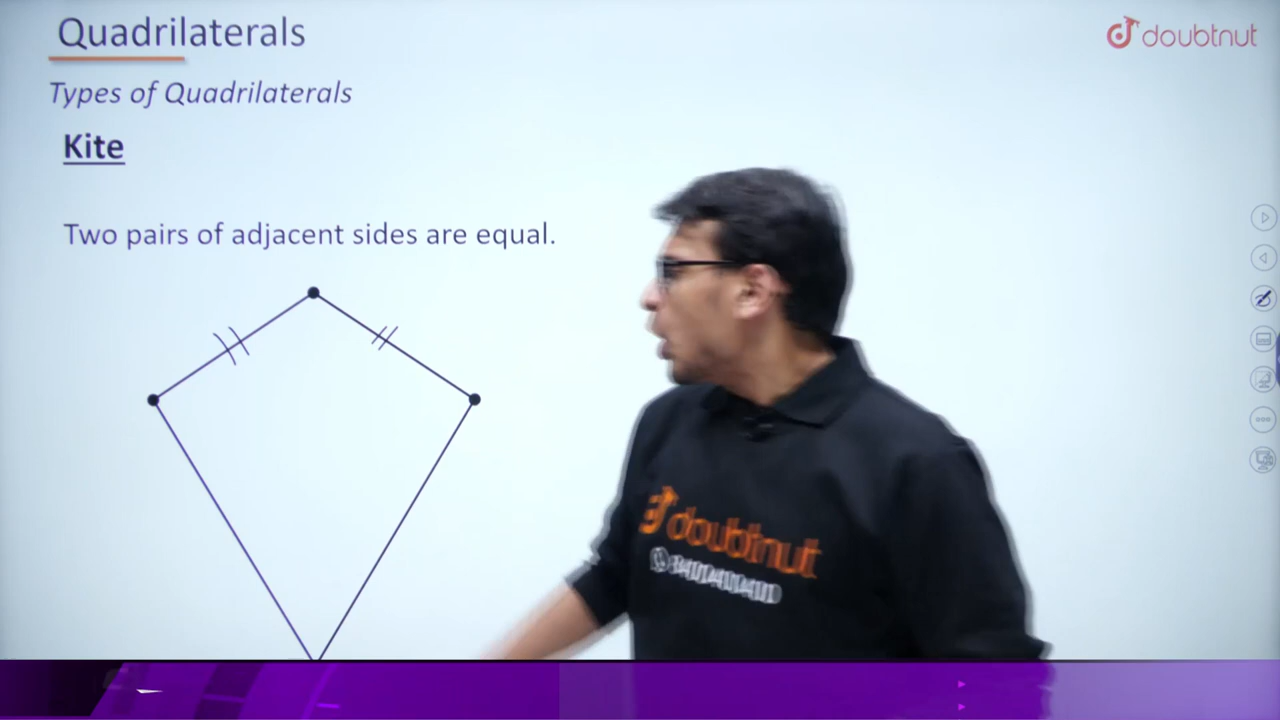 Quadrilaterals
doubtnut
Types of Quadrilaterals
Kite
Two pairs of adjacent sides are equal.
doubtnut